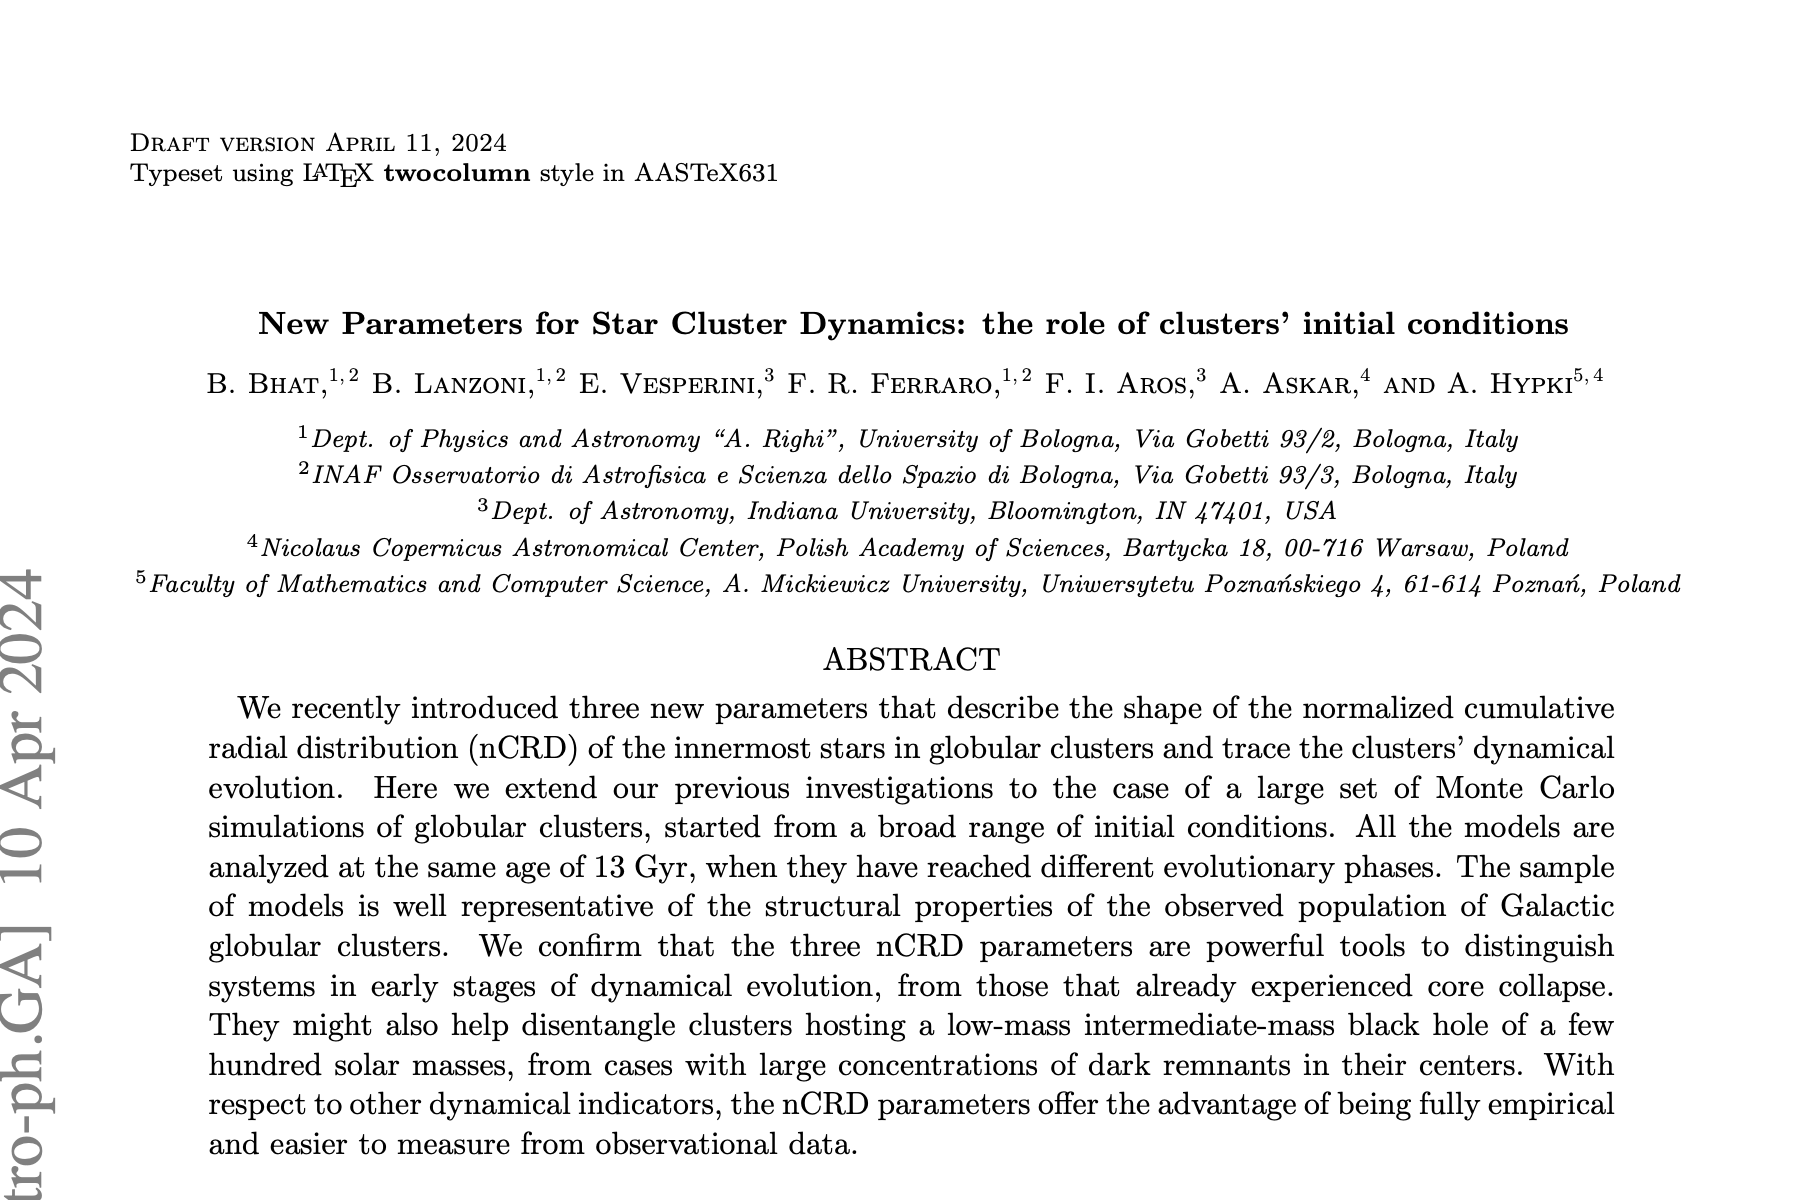 DRAFT VERSION APRIL 11, 2024
Typeset using LATEX twocolumn style in AASTeX631
New Parameters for Star Cluster Dynamics: the role of clusters' initial conditions
B. BHAT,1,2 B. LANZONI,1,2 E. VESPERINI,3 F. R. FERRARO,1,2 F. I. AROS,3 A. ASKAR,4 AND A. HYPKI5,4
1Dept. of Physics and Astronomy “A. Righi”, University of Bologna, Via Gobetti 93/2, Bologna, Italy
2INAF Osservatorio di Astrofisica e Scienza dello Spazio di Bologna, Via Gobetti 93/3, Bologna, Italy
3Dept. of Astronomy, Indiana University, Bloomington, IN 47401, USA
4Nicolaus Copernicus Astronomical Center, Polish Academy of Sciences, Bartycka 18, 00-716 Warsaw, Poland
5Faculty of Mathematics and Computer Science, A. Mickiewicz University, Uniwersytetu Poznańskiego 4, 61-614 Poznań, Poland
ABSTRACT
We recently introduced three new parameters that describe the shape of the normalized cumulative
radial distribution (nCRD) of the innermost stars in globular clusters and trace the clusters' dynamical
evolution. Here we extend our previous investigations to the case of a large set of Monte Carlo
simulations of globular clusters, started from a broad range of initial conditions. All the models are
analyzed at the same age of 13 Gyr, when they have reached different evolutionary phases. The sample
of models is well representative of the structural properties of the observed population of Galactic
globular clusters. We confirm that the three nCRD parameters are powerful tools to distinguish
systems in early stages of dynamical evolution, from those that already experienced core collapse.
They might also help disentangle clusters hosting a low-mass intermediate-mass black hole of a few
hundred solar masses, from cases with large concentrations of dark remnants in their centers. With
respect to other dynamical indicators, the nCRD parameters offer the advantage of being fully empirical
and easier to measure from observational data.
tro-ph.GA] 10 Apr 2024